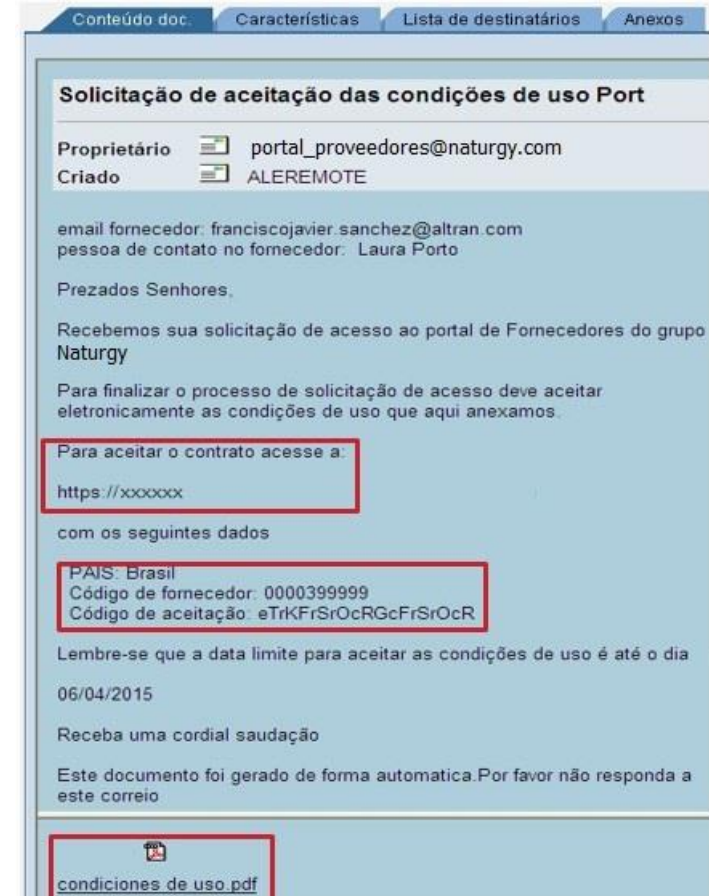 Conteúdo doc. Características Lista de destinatários Anexos
Solicitação de aceitação das condições de uso Port
Proprietário portal_proveedores@naturgy.com
Criado ALEREMOTE
email fornecedor: franciscojavier.sanchez@altran.com
pessoa de contato no fornecedor: Laura Porto
Prezados Senhores,
Recebemos sua solicitação de acesso ao portal de Fornecedores do grupo
Naturgy
Para finalizar o processo de solicitação de acesso deve aceitar
eletronicamente as condições de uso que aqui anexamos.
Para aceitar o contrato acesse a:
https://xxxxxx
com os seguintes dados
PAIS: Brasil
Código de fornecedor: 0000399999
Código de aceitação: eTrKFrSrOcRGcFrSrOcR
Lembre-se que a data limite para aceitar as condições de uso é até o dia
06/04/2015
Receba uma cordial saudação
Este documento foi gerado de forma automatica.Por favor não responda a
este correio
condiciones de uso.pdf